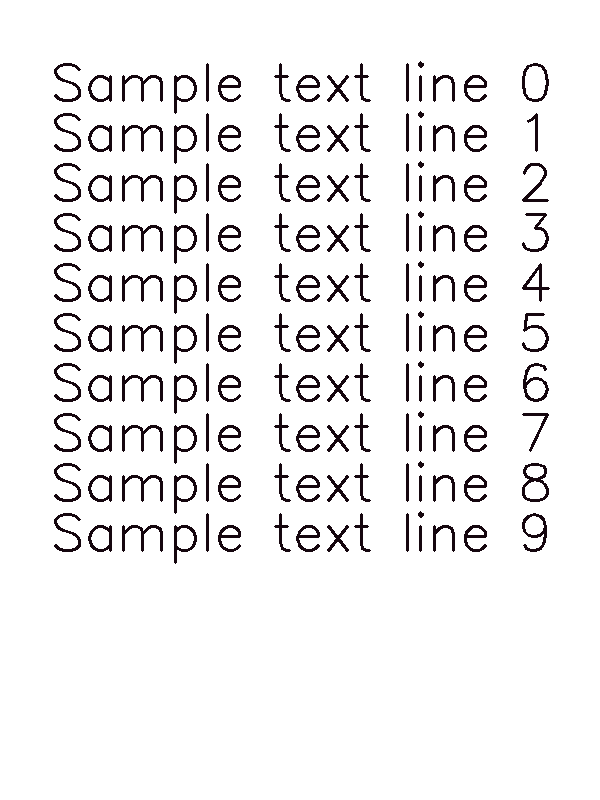 Sample text line 0
Sample text line 1
Sample text line 2
Sample text line 3
Sample text line 4
Sample text line 5
Sample text line 6
Sample text line 7
Sample text line 8
Sample text line 9